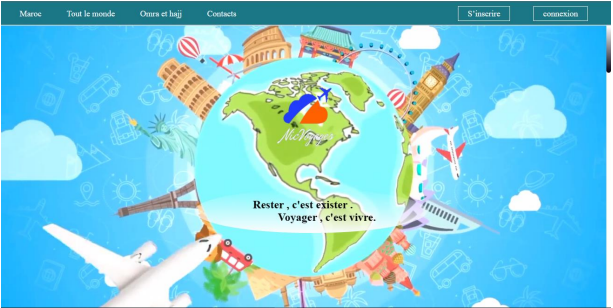 Maroc
Tout le monde
Omra et hajj
Contacts
S'inscrire
connexion
NicVoyages
Rester , c'est exister .
Voyager , c'est vivre.